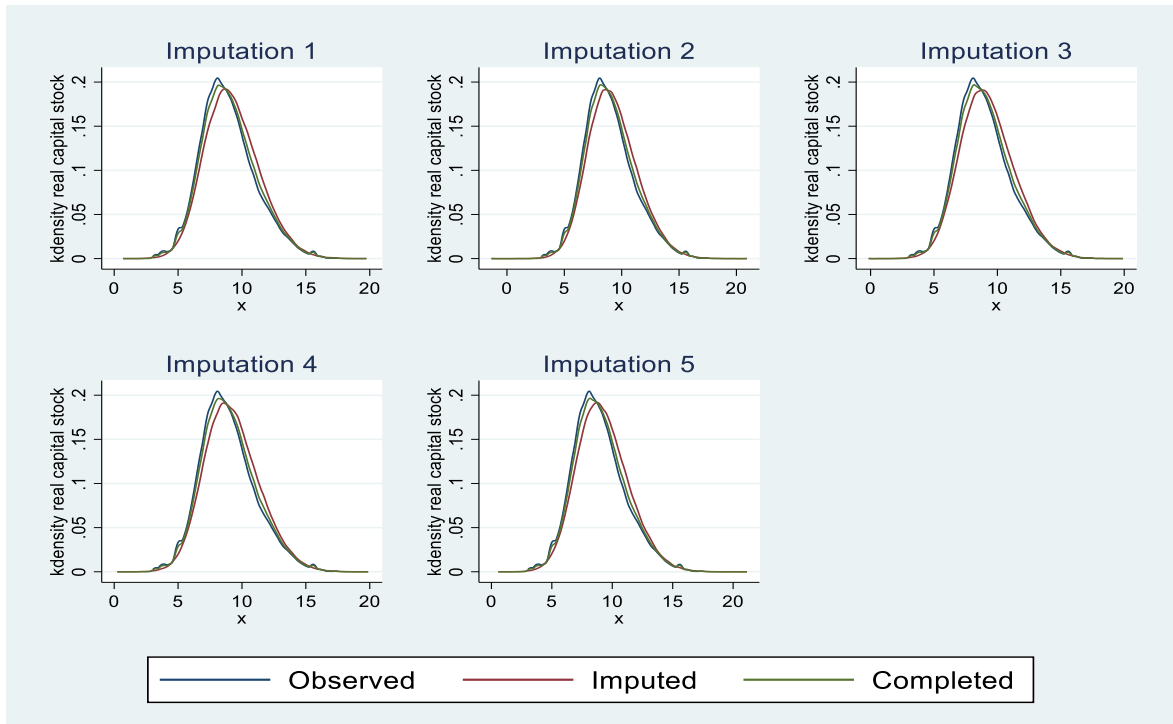 Imputation 1
kdensity real capital stock
0 .05 .1 .15 .2
0 5 10 15 20
x
Imputation 2
kdensity real capital stock
0 .05 .1 .15 .2
0 5 10 15 20
x
Imputation 3
kdensity real capital stock
0 .05 .1 .15 .2
0 5 10 15 20
x
Imputation 4
kdensity real capital stock
0 .05 .1 .15 .2
0 5 10 15 20
x
Imputation 5
kdensity real capital stock
0 .05 .1 .15 .2
0 5 10 15 20
x
Observed Imputed Completed